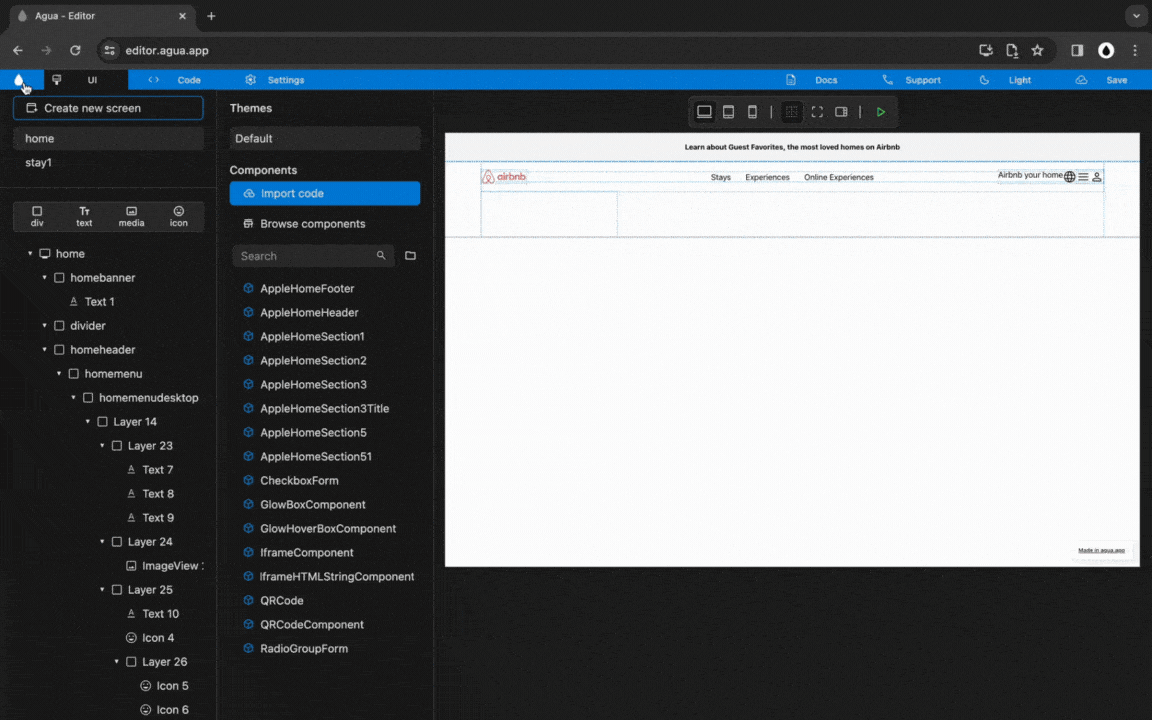 Agua - Editor
editor.agua.app
UI
Code
Settings
Docs
Support
Light
Save
Create new screen
home
stay1
div
text
media
icon
home
homebanner
Text 1
divider
homeheader
homemenu
homemenudesktop
Layer 14
Layer 23
Text 7
Text 8
Text 9
Layer 24
ImageView
Layer 25
Text 10
Icon 4
Layer 26
Icon 5
Icon 6
Themes
Default
Components
Import code
Browse components
Search
AppleHomeFooter
AppleHomeHeader
AppleHomeSection1
AppleHomeSection2
AppleHomeSection3
AppleHomeSection3Title
AppleHomeSection5
AppleHomeSection51
CheckboxForm
GlowBoxComponent
GlowHoverBoxComponent
IframeComponent
IframeHTMLStringComponent
QRCode
QRCodeComponent
RadioGroupForm
Learn about Guest Favorites, the most loved homes on Airbnb
airbnb
Stays
Experiences
Online Experiences
Airbnb your home
Made in agua.app